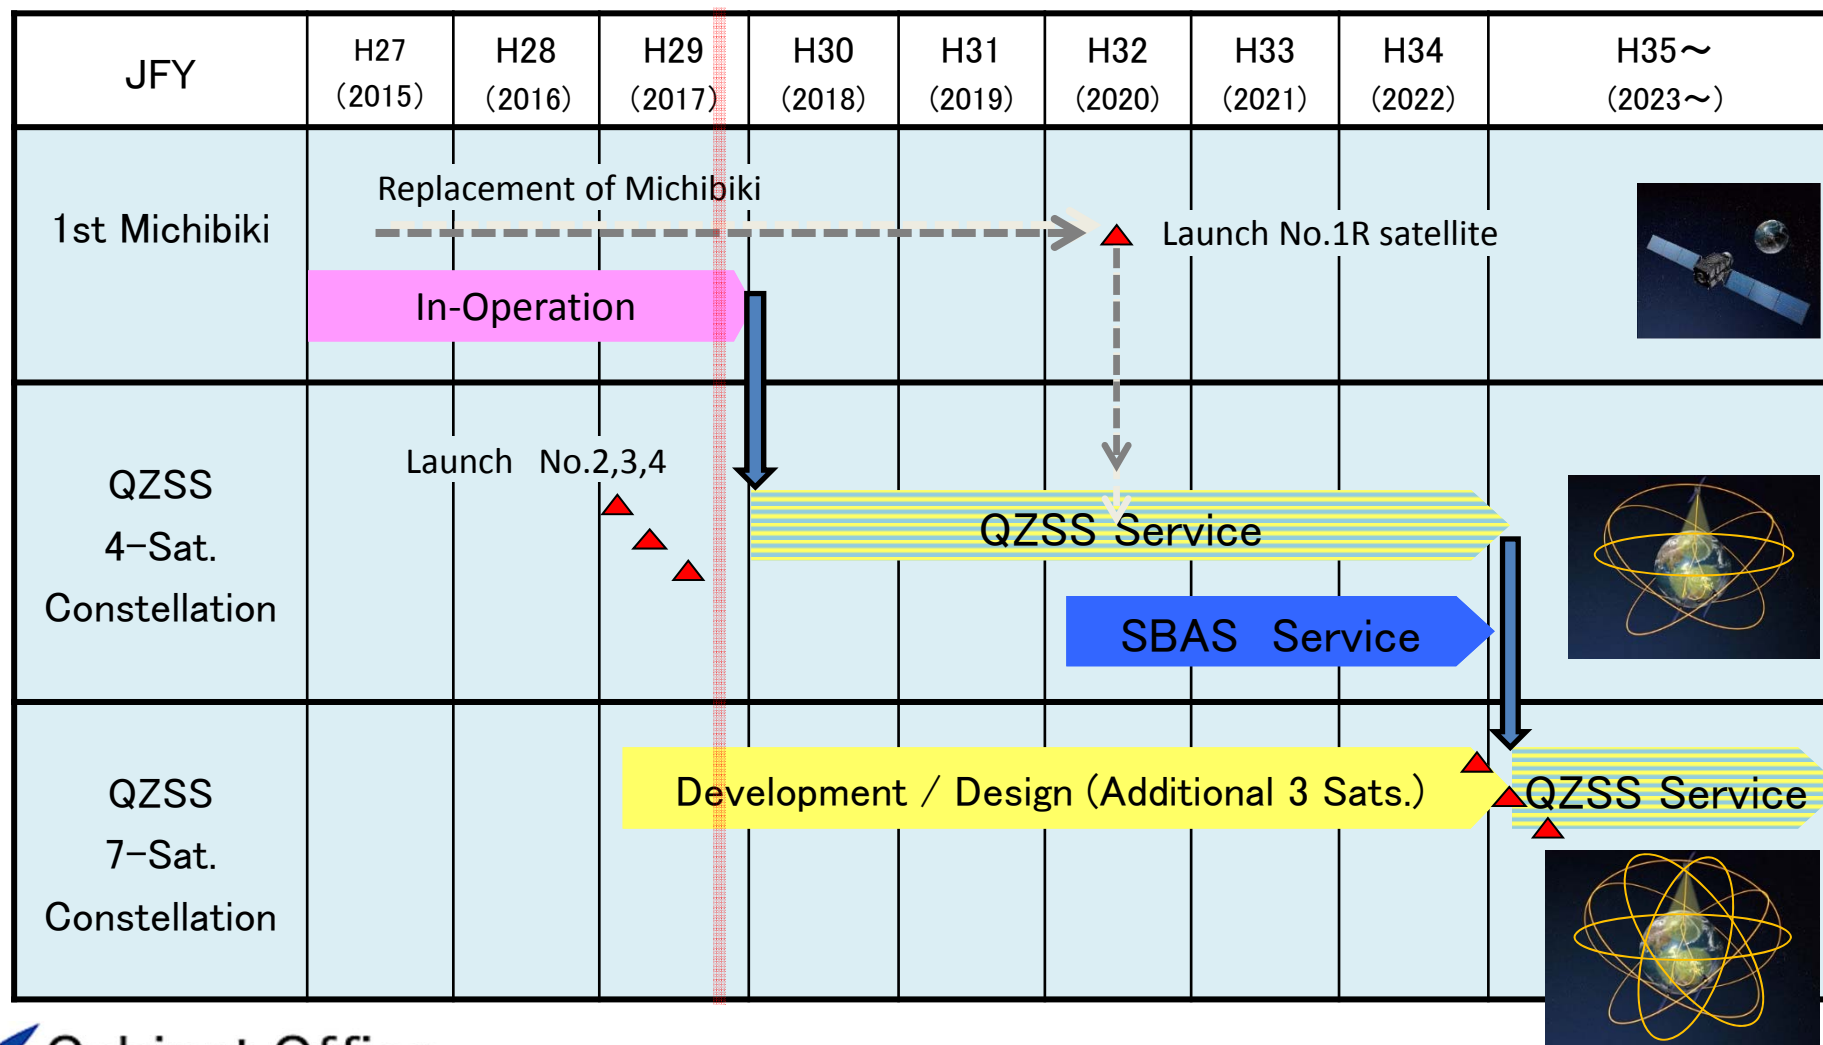 JFY
H27
(2015)
H28
(2016)
H29
(2017)
H30
(2018)
H31
(2019)
H32
(2020)
H33
(2021)
H34
(2022)
H35～
(2023～)
1st Michibiki
Replacement of Michibiki
Launch No.1R satellite
In-Operation
QZSS
4-Sat.
Constellation
Launch No.2,3,4
QZSS Service
SBAS Service
QZSS
7-Sat.
Constellation
Development / Design (Additional 3 Sats.)
QZSS Service
Cabinet Office